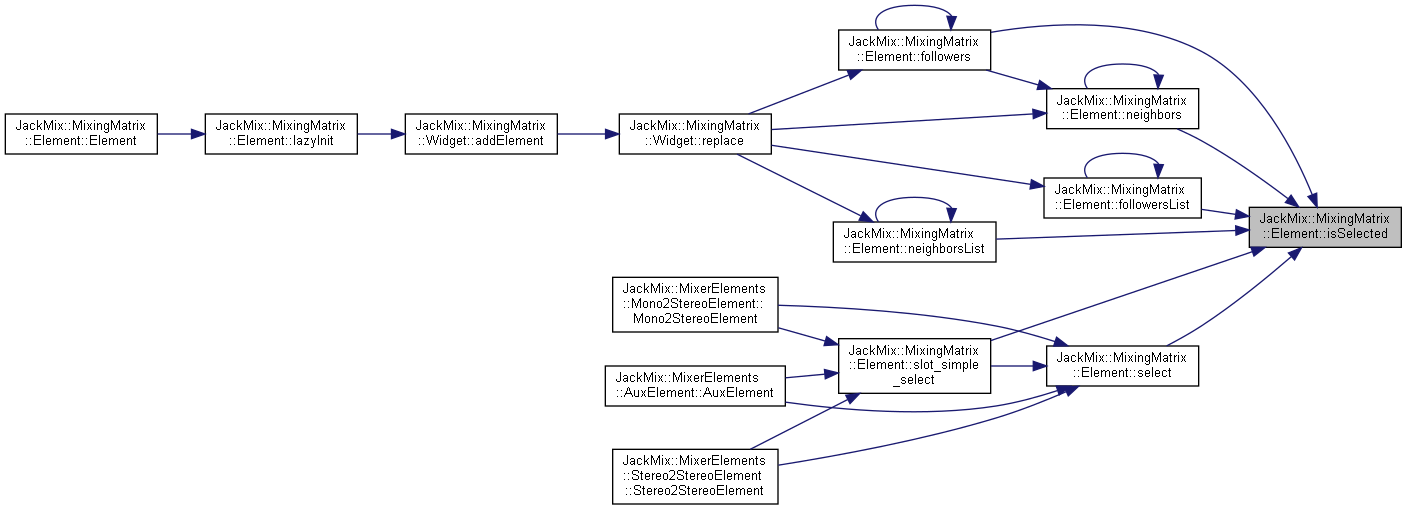 JackMix::MixingMatrix
::Element::followers
JackMix::MixingMatrix
::Element::neighbors
JackMix::MixingMatrix
::Element::Element
JackMix::MixingMatrix
::Element::lazyInit
JackMix::MixingMatrix
::Widget::addElement
JackMix::MixingMatrix
::Widget::replace
JackMix::MixingMatrix
::Element::followersList
JackMix::MixingMatrix
::Element::isSelected
JackMix::MixingMatrix
::Element::neighborsList
JackMix::MixerElements
::Mono2StereoElement::
Mono2StereoElement
JackMix::MixingMatrix
::Element::slot_simple
_select
JackMix::MixingMatrix
::Element::select
JackMix::MixerElements
::AuxElement::AuxElement
JackMix::MixerElements
::Stereo2StereoElement
::Stereo2StereoElement